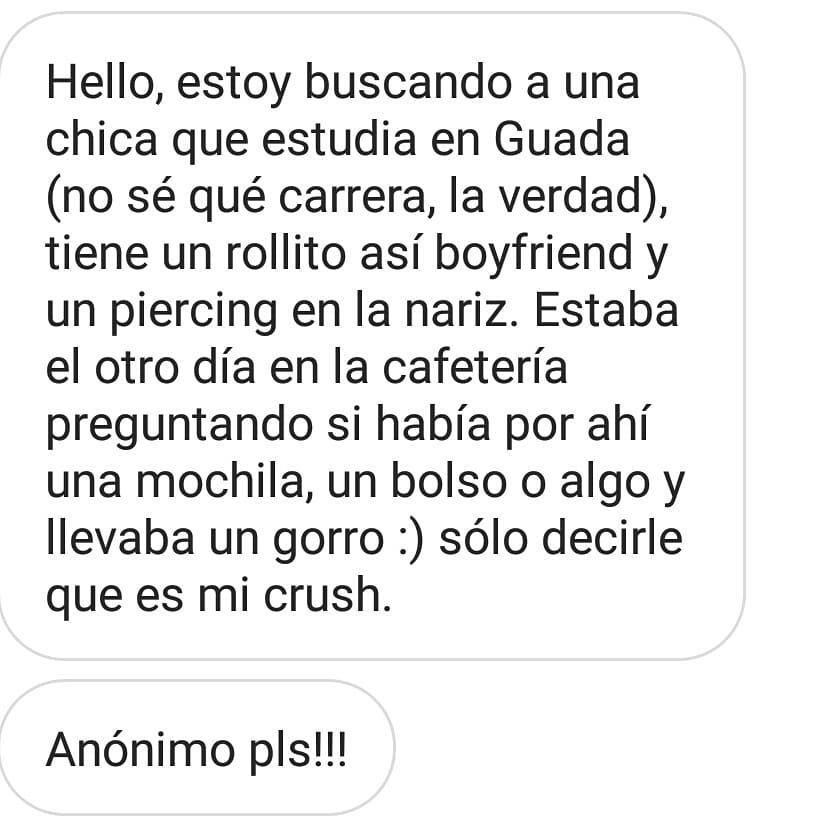 Hello, estoy buscando a una
chica que estudia en Guada
(no sé qué carrera, la verdad),
tiene un rollito así boyfriend y
un piercing en la nariz. Estaba
el otro día en la cafetería
preguntando si había por ahí
una mochila, un bolso o algo y
llevaba un gorro :) sólo decirle
que es mi crush.
Anónimo pls!!!